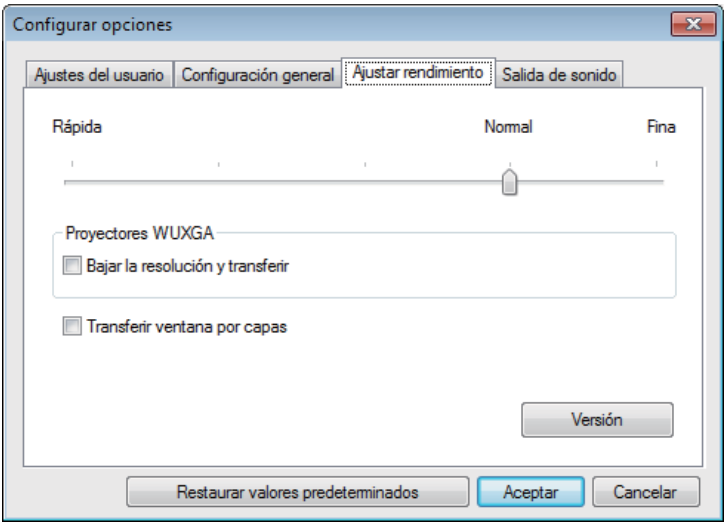 Configurar opciones
Ajustes del usuario Configuración general Ajustar rendimiento Salida de sonido
Rápida Normal Fina
Proyectores WUXGA
Bajar la resolución y transferir
Transferir ventana por capas
Versión
Restaurar valores predeterminados Aceptar Cancelar